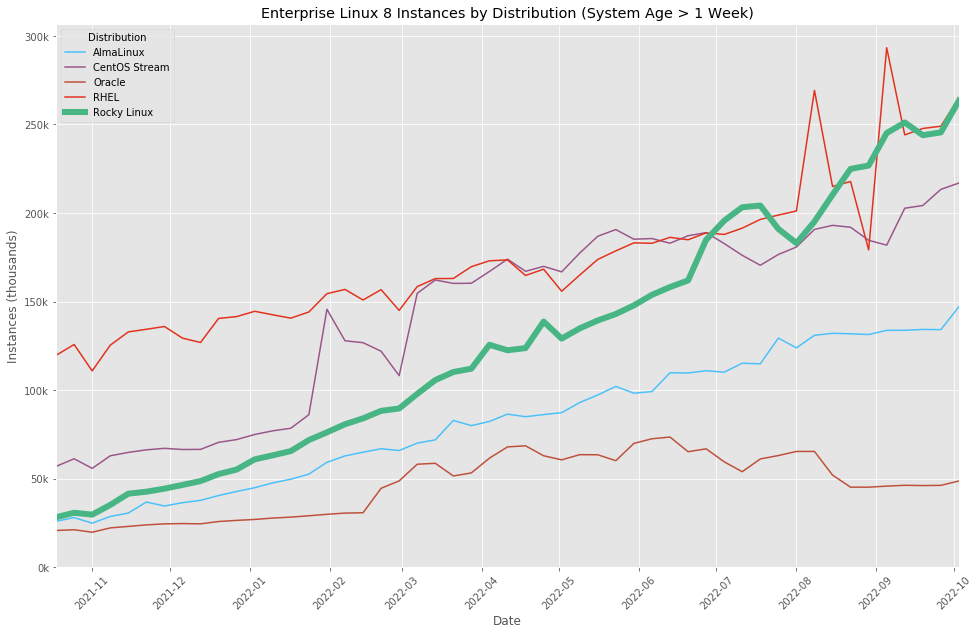 Enterprise Linux 8 Instances by Distribution (System Age > 1 Week)
Distribution
AlmaLinux
CentOS Stream
Oracle
RHEL
Rocky Linux
Instances (thousands)
300k
250k
200k
150k
100k
50k
0k
2021-11
2021-12
2022-01
2022-02
2022-03
2022-04
2022-05
2022-06
2022-07
2022-08
2022-09
2022-10
Date